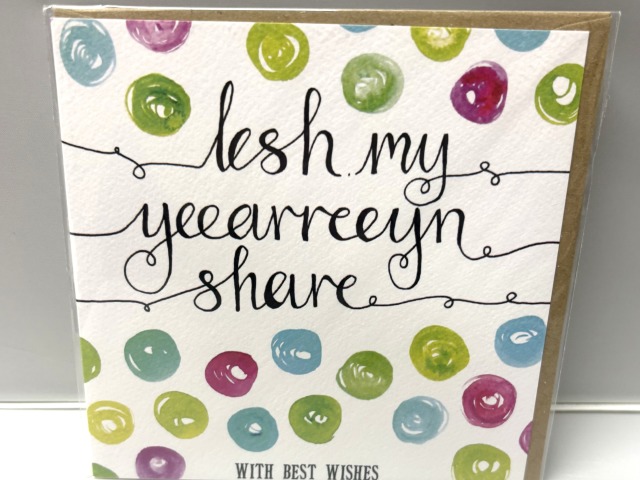 lesh my
yeearreeyn
share
WITH BEST WISHES